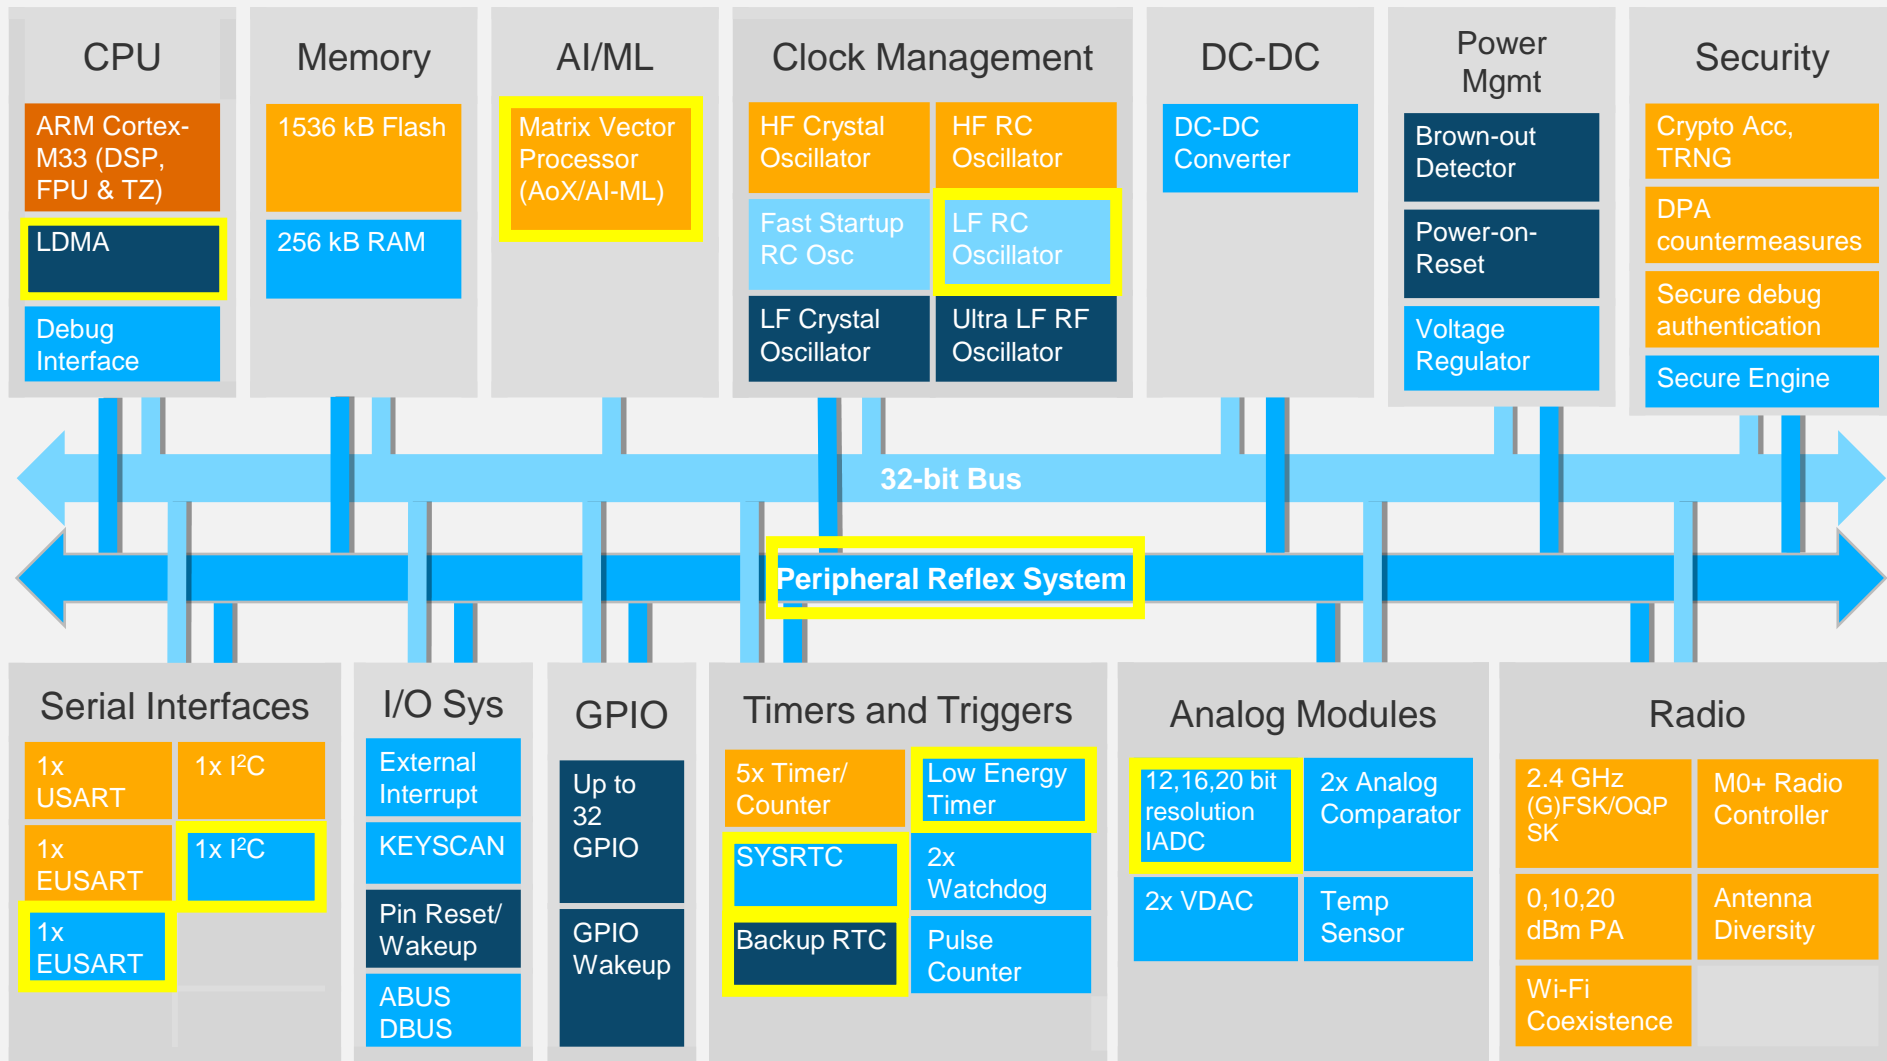 CPU
ARM Cortex-
M33 (DSP,
FPU & TZ)
LDMA
Debug
Interface
Memory
1536 kB Flash
256 kB RAM
AI/ML
Matrix Vector
Processor
(AoX/AI-ML)
Clock Management
HF Crystal
Oscillator
HF RC
Oscillator
Fast Startup
RC Osc
LF RC
Oscillator
LF Crystal
Oscillator
Ultra LF RF
Oscillator
DC-DC
DC-DC
Converter
Power
Mgmt
Brown-out
Detector
Power-on-
Reset
Voltage
Regulator
Security
Crypto Acc,
TRNG
DPA
countermeasures
Secure debug
authentication
Secure Engine
32-bit Bus
Peripheral Reflex System
Serial Interfaces
1x
USART
1x I²C
1x
EUSART
1x I²C
1x
EUSART
I/O Sys
External
Interrupt
KEYSCAN
Pin Reset/
Wakeup
ABUS
DBUS
GPIO
Up to
32
GPIO
GPIO
Wakeup
Timers and Triggers
5x Timer/
Counter
Low Energy
Timer
SYSRTC
2x
Watchdog
Backup RTC
Pulse
Counter
Analog Modules
12,16,20 bit
resolution
IADC
2x Analog
Comparator
2x VDAC
Temp
Sensor
Radio
2.4 GHz
(G)FSK/OQP
SK
M0+ Radio
Controller
0,10,20
dBm PA
Antenna
Diversity
Wi-Fi
Coexistence